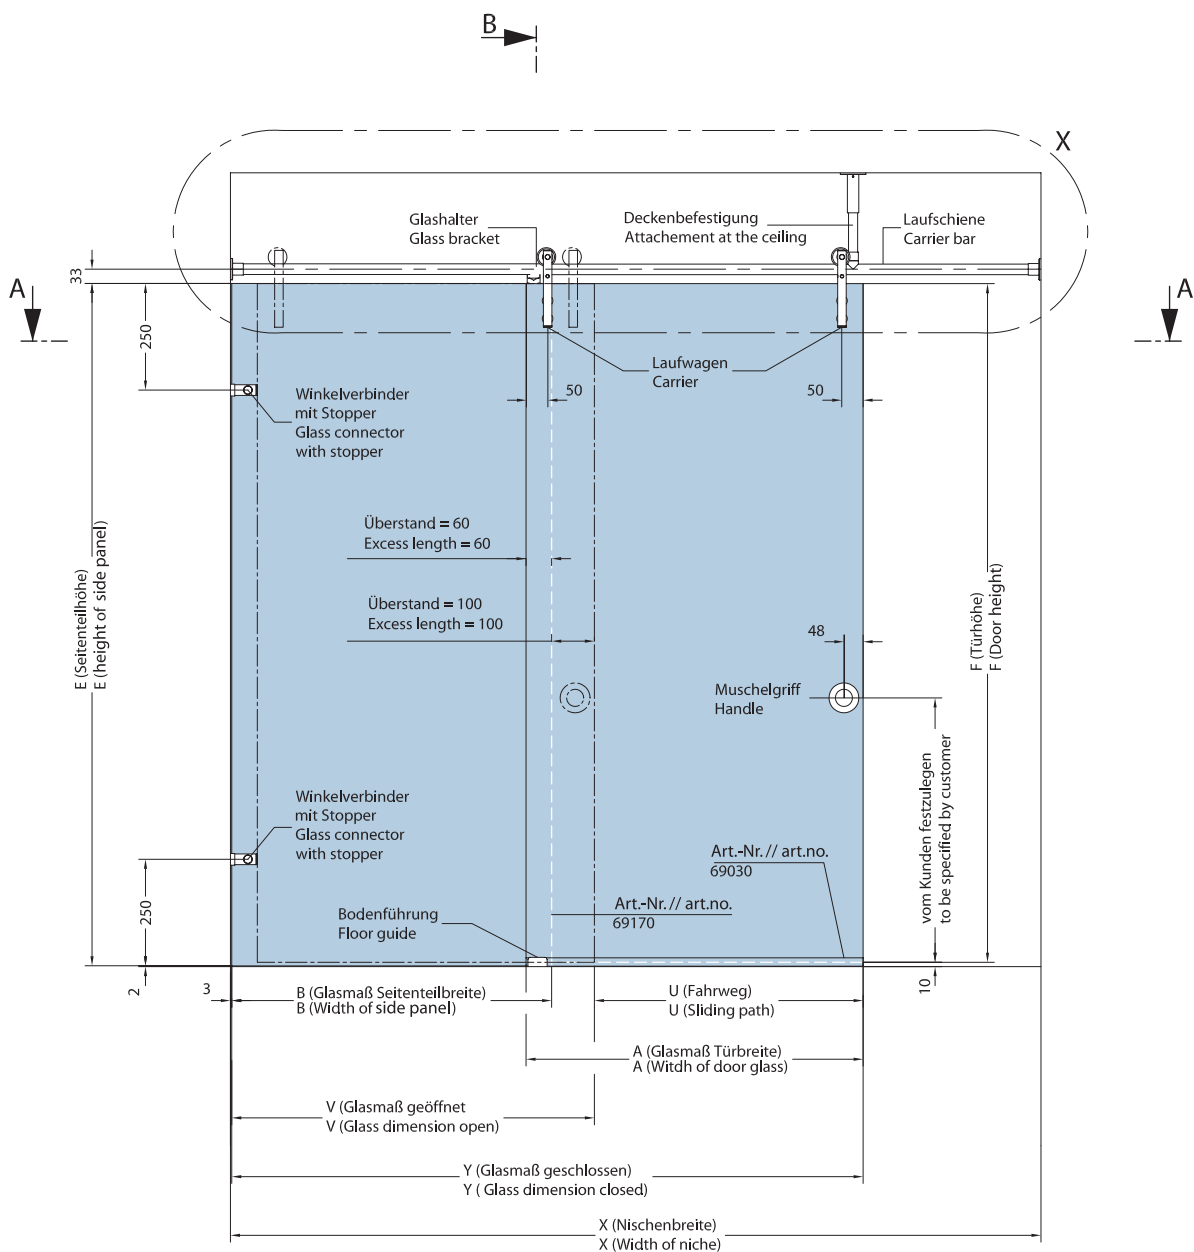 B
X
Glashalter
Glass bracket
Deckenbefestigung
Attachement at the ceiling
Laufschiene
Carrier bar
33
A
A
250
Laufwagen
Carrier
50
50
Winkelverbinder
mit Stopper
Glass connector
with stopper
Überstand = 60
Excess length = 60
Überstand = 100
Excess length = 100
E (Seitenteilhöhe)
E (height of side panel)
F (Türhöhe)
F (Door height)
48
Muschelgriff
Handle
vom Kunden festzulegen
to be specified by customer
Winkelverbinder
mit Stopper
Glass connector
with stopper
Art.-Nr. // art.no.
69030
Art.-Nr. // art.no.
69170
250
Bodenführung
Floor guide
2
3
10
B (Glasmaß Seitenteilbreite)
B (Width of side panel)
U (Fahrweg)
U (Sliding path)
A (Glasmaß Türbreite)
A (Witdh of door glass)
V (Glasmaß geöffnet
V (Glass dimension open)
Y (Glasmaß geschlossen)
Y ( Glass dimension closed)
X (Nischenbreite)
X (Width of niche)